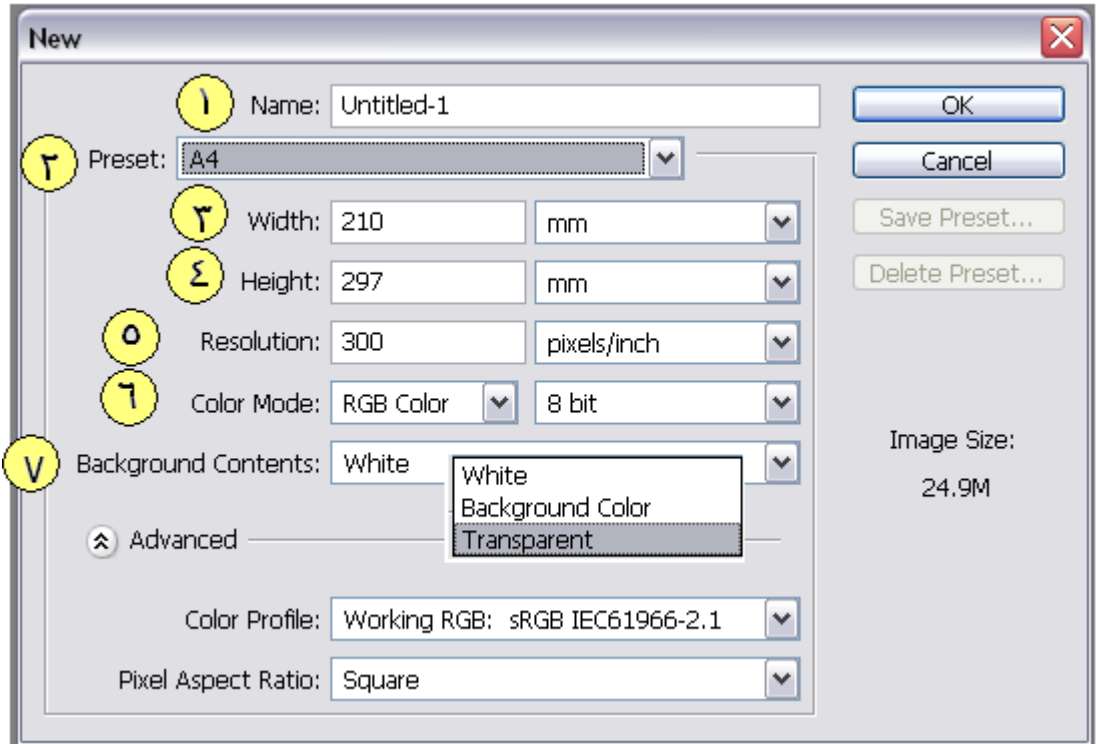 New
١ Name: Untitled-1 OK
٢ Preset: A4 Cancel
٣ Width: 210 mm Save Preset...
٤ Height: 297 mm Delete Preset...
٥ Resolution: 300 pixels/inch
٦ Color Mode: RGB Color 8 bit
Image Size:
٧ Background Contents: White
White
24.9M
Background Color
Transparent
Advanced
Color Profile: Working RGB: sRGB IEC61966-2.1
Pixel Aspect Ratio: Square